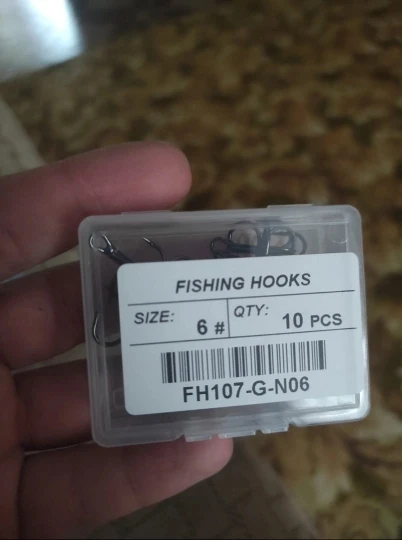 FISHING HOOKS
SIZE: 6 # QTY: 10 PCS
FH107-G-N06